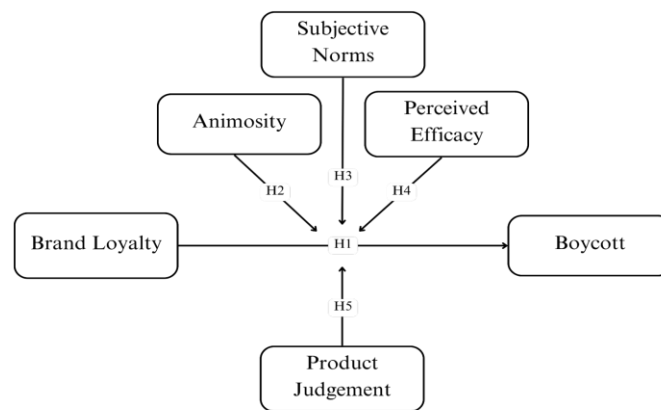 Subjective
Norms
Animosity
Perceived
Efficacy
H2
H3
H4
Brand Loyalty
H1
Boycott
H5
Product
Judgement